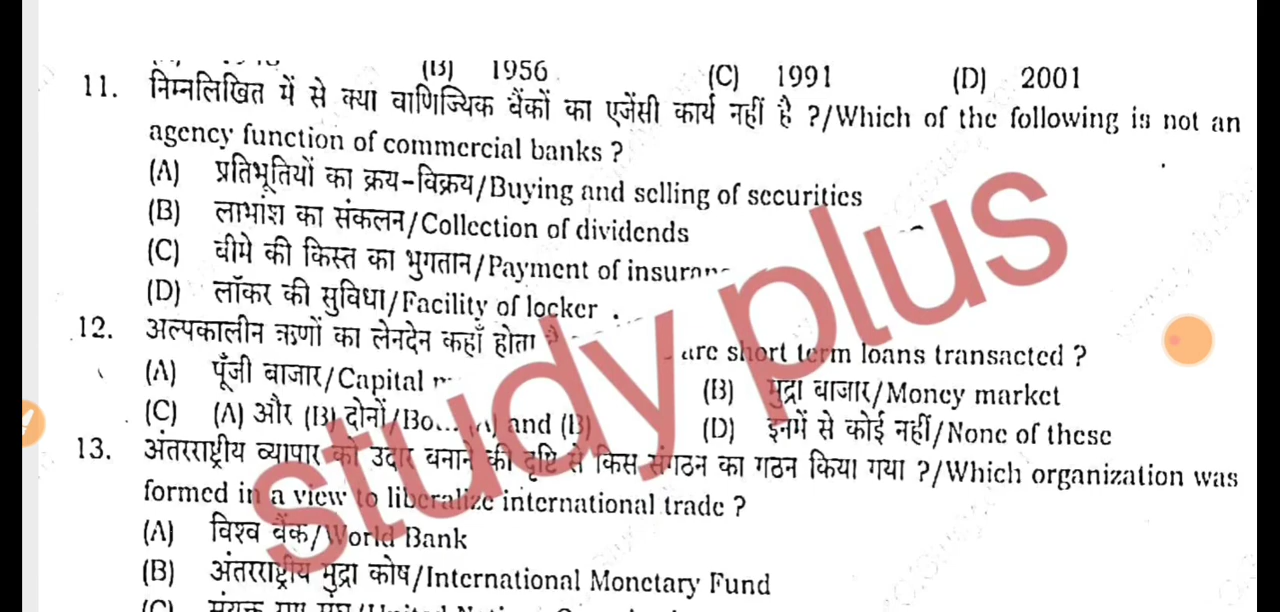 (B) 1956 (C) 1991 (D) 2001
11. निम्नलिखित में से क्या वाणिज्यिक बैंकों का एजेंसी कार्य नहीं है ?/Which of the following is not an
agency function of commercial banks ?
(A) प्रतिभूतियों का क्रय-विक्रय/Buying and selling of securities
(B) लाभांश का संकलन/Collection of dividends
(C) बीमे की किस्त का भुगतान/Payment of
(D) लॉकर की सुविधा/Facility of locker .
12. अल्पकालीन ऋणों का लेनदेन कहाँ होता are short term loans transacted ?
(A) पूँजी बाजार/Capital (B) मुद्रा बाजार/Money market
(C) (A) और (B) दोनों/ and (B) (D) इनमें से कोई नहीं/None of these
13. अंतरराष्ट्रीय व्यापार को उदार बनाने की दृष्टि से किस संगठन का गठन किया गया ?/Which organization was
formed in a view to liberalize international trade ?
(A) विश्व बैंक/World Bank
(B) अंतरराष्ट्रीय मुद्रा कोष/International Monetary Fund
study plus